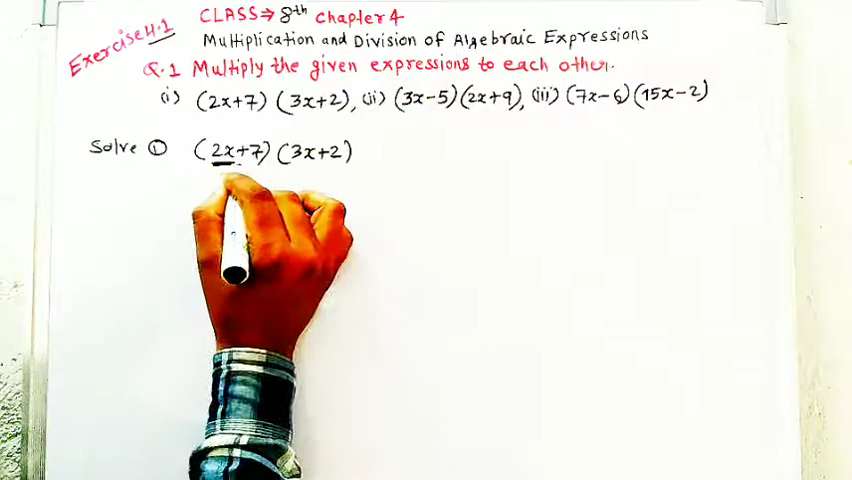 Exercise 4.1
CLASS → 8th Chapter 4
Multiplication and Division of Algebraic Expressions
Q.1 Multiply the given expressions to each other.
(i) (2x+7) (3x+2), (ii) (3x-5)(2x+9), (iii) (7x-6)(15x-2)
Solve ① (2x+7) (3x+2)